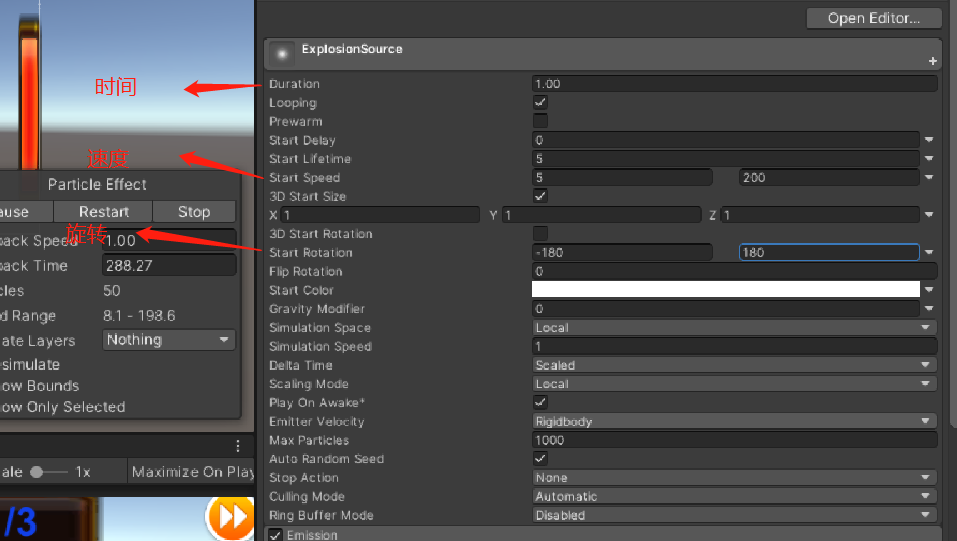 Open Editor...
ExplosionSource
+
时间
Duration 1.00
Looping
Prewarm
Start Delay 0
速度
Start Lifetime 5
Start Speed 5 200
Particle Effect
3D Start Size
ause Restart Stop
X 1 Y 1 Z 1
旋转
3D Start Rotation
back Speed 1.00
Start Rotation -180 180
back Time 288.27
Flip Rotation 0
cles 50
Start Color
d Range 8.1 - 198.6
Gravity Modifier 0
Simulation Space Local
ate Layers Nothing
Simulation Speed 1
esimulate
Delta Time Scaled
ow Bounds
Scaling Mode Local
ow Only Selected
Play On Awake*
Emitter Velocity Rigidbody
Max Particles 1000
Auto Random Seed
ale 1x Maximize On Play
Stop Action None
Culling Mode Automatic
Ring Buffer Mode Disabled
/3
Emission